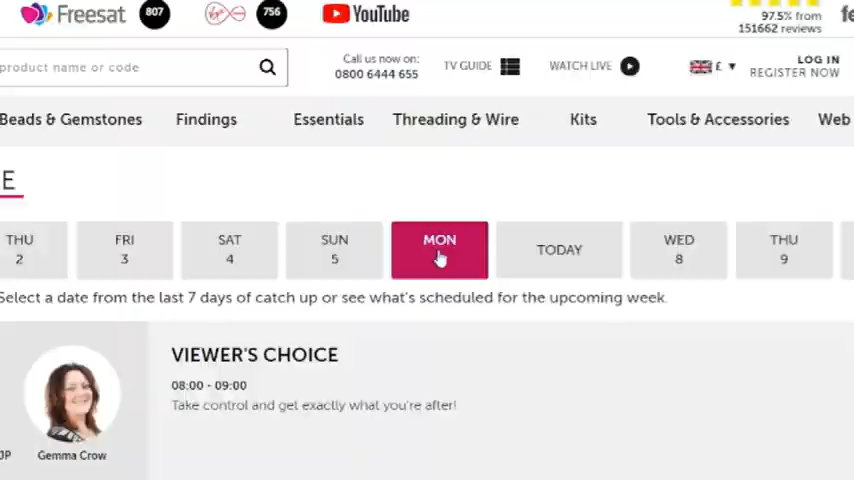 freesat 807 Virgin 756 YouTube
97.5% from
151662 reviews
product name or code
Call us now on:
0800 6444 655
TV GUIDE
WATCH LIVE
£
LOG IN
REGISTER NOW
Beads & Gemstones Findings Essentials Threading & Wire Kits Tools & Accessories Web
E
THU
2
FRI
3
SAT
4
SUN
5
MON
TODAY
WED
8
THU
9
Select a date from the last 7 days of catch up or see what's scheduled for the upcoming week.
VIEWER'S CHOICE
08:00 - 09:00
Take control and get exactly what you're after!
JP Gemma Crow